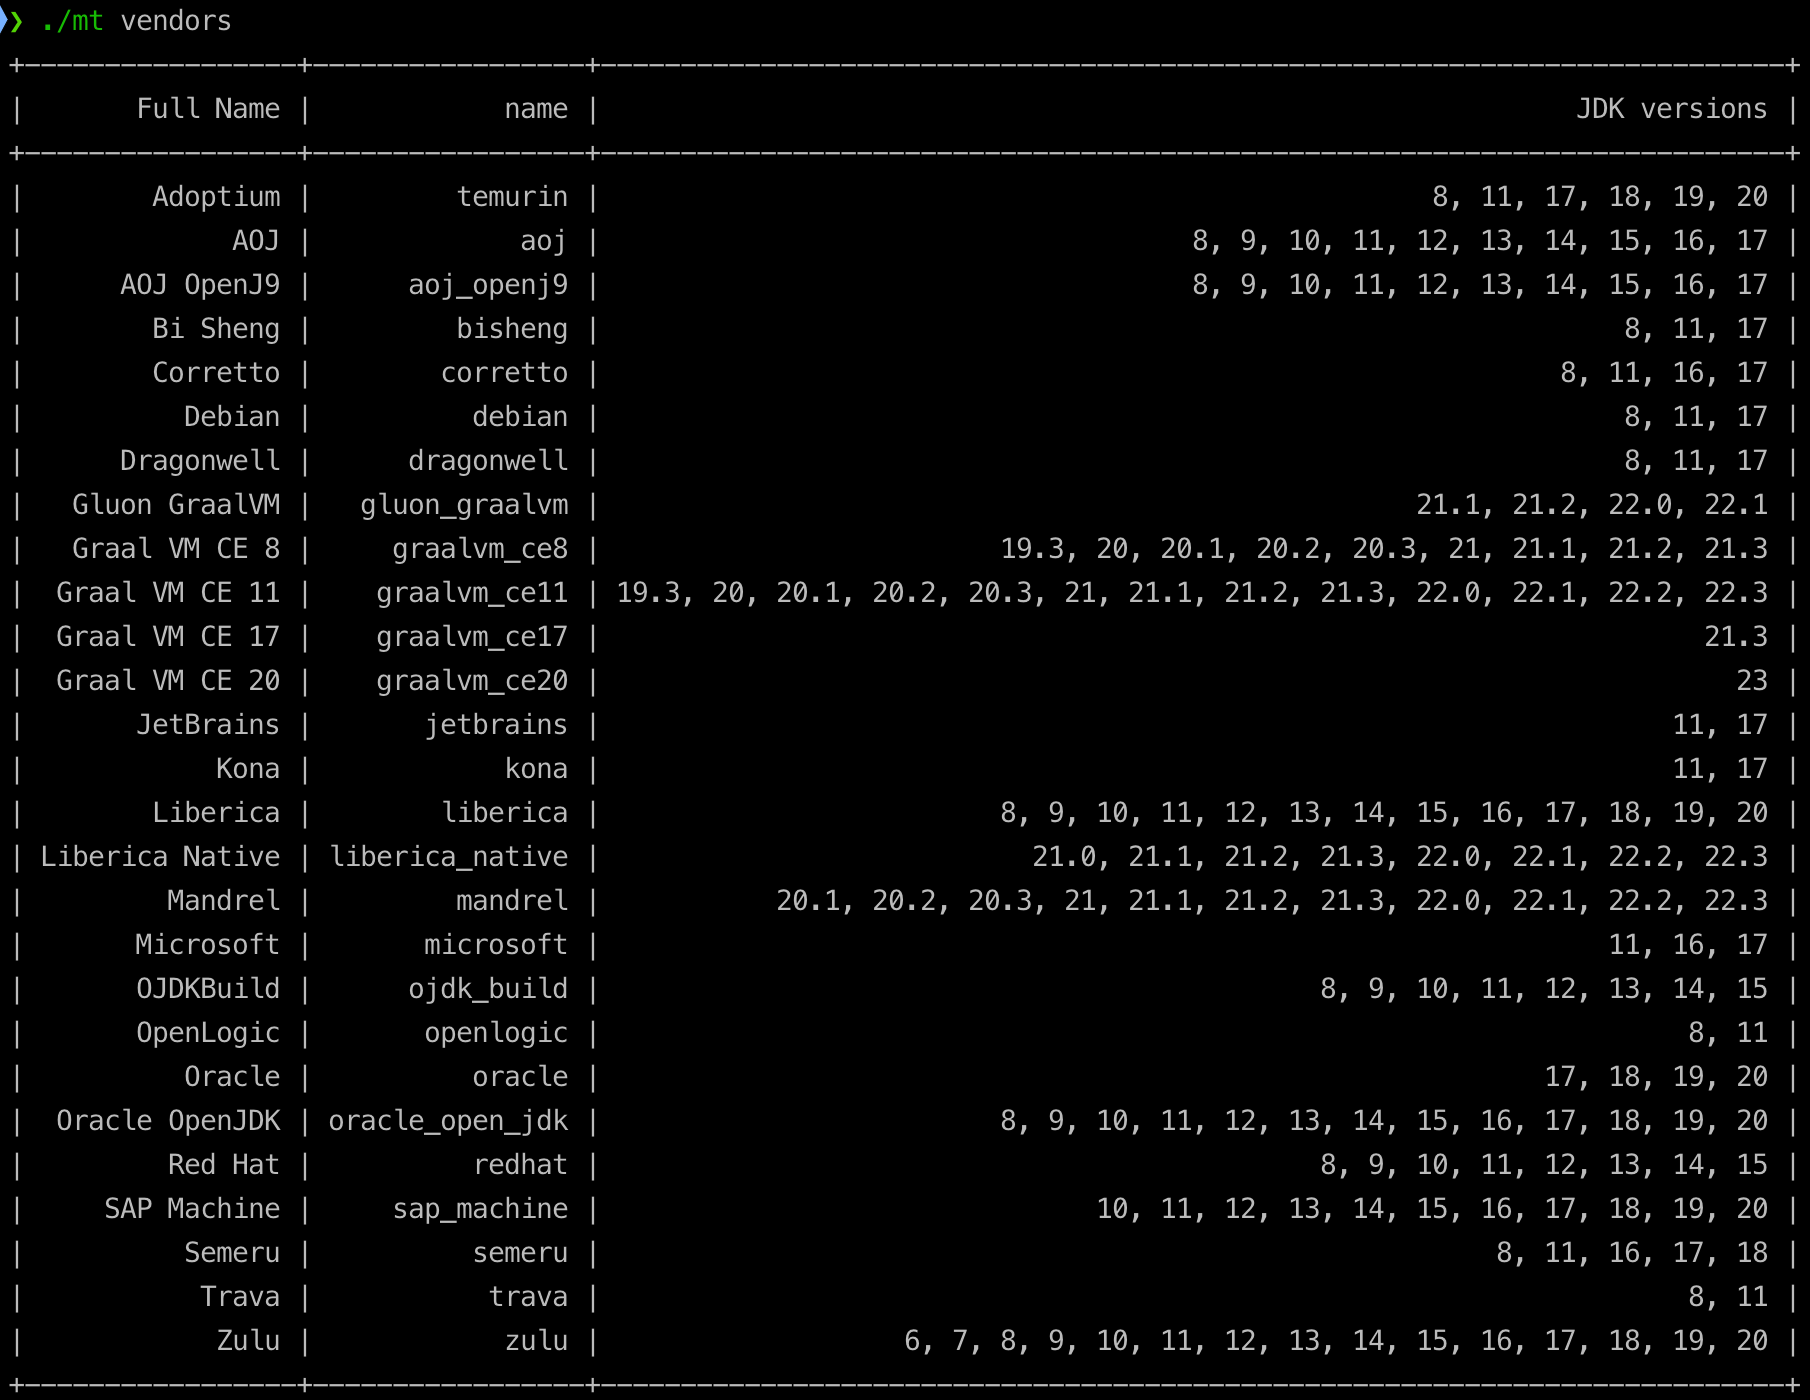 ❯ ./mt vendors
+-----------------+-----------------+--------------------------------------------------------------------------+
| Full Name | name | JDK versions |
+-----------------+-----------------+--------------------------------------------------------------------------+
| Adoptium | temurin | 8, 11, 17, 18, 19, 20 |
| AOJ | aoj | 8, 9, 10, 11, 12, 13, 14, 15, 16, 17 |
| AOJ OpenJ9 | aoj_openj9 | 8, 9, 10, 11, 12, 13, 14, 15, 16, 17 |
| Bi Sheng | bisheng | 8, 11, 17 |
| Corretto | corretto | 8, 11, 16, 17 |
| Debian | debian | 8, 11, 17 |
| Dragonwell | dragonwell | 8, 11, 17 |
| Gluon GraalVM | gluon_graalvm | 21.1, 21.2, 22.0, 22.1 |
| Graal VM CE 8 | graalvm_ce8 | 19.3, 20, 20.1, 20.2, 20.3, 21, 21.1, 21.2, 21.3 |
| Graal VM CE 11 | graalvm_ce11 | 19.3, 20, 20.1, 20.2, 20.3, 21, 21.1, 21.2, 21.3, 22.0, 22.1, 22.2, 22.3 |
| Graal VM CE 17 | graalvm_ce17 | 21.3 |
| Graal VM CE 20 | graalvm_ce20 | 23 |
| JetBrains | jetbrains | 11, 17 |
| Kona | kona | 11, 17 |
| Liberica | liberica | 8, 9, 10, 11, 12, 13, 14, 15, 16, 17, 18, 19, 20 |
| Liberica Native | liberica_native | 21.0, 21.1, 21.2, 21.3, 22.0, 22.1, 22.2, 22.3 |
| Mandrel | mandrel | 20.1, 20.2, 20.3, 21, 21.1, 21.2, 21.3, 22.0, 22.1, 22.2, 22.3 |
| Microsoft | microsoft | 11, 16, 17 |
| OJDKBuild | ojdk_build | 8, 9, 10, 11, 12, 13, 14, 15 |
| OpenLogic | openlogic | 8, 11 |
| Oracle | oracle | 17, 18, 19, 20 |
| Oracle OpenJDK | oracle_open_jdk | 8, 9, 10, 11, 12, 13, 14, 15, 16, 17, 18, 19, 20 |
| Red Hat | redhat | 8, 9, 10, 11, 12, 13, 14, 15 |
| SAP Machine | sap_machine | 10, 11, 12, 13, 14, 15, 16, 17, 18, 19, 20 |
| Semeru | semeru | 8, 11, 16, 17, 18 |
| Trava | trava | 8, 11 |
| Zulu | zulu | 6, 7, 8, 9, 10, 11, 12, 13, 14, 15, 16, 17, 18, 19, 20 |
+-----------------+-----------------+--------------------------------------------------------------------------+